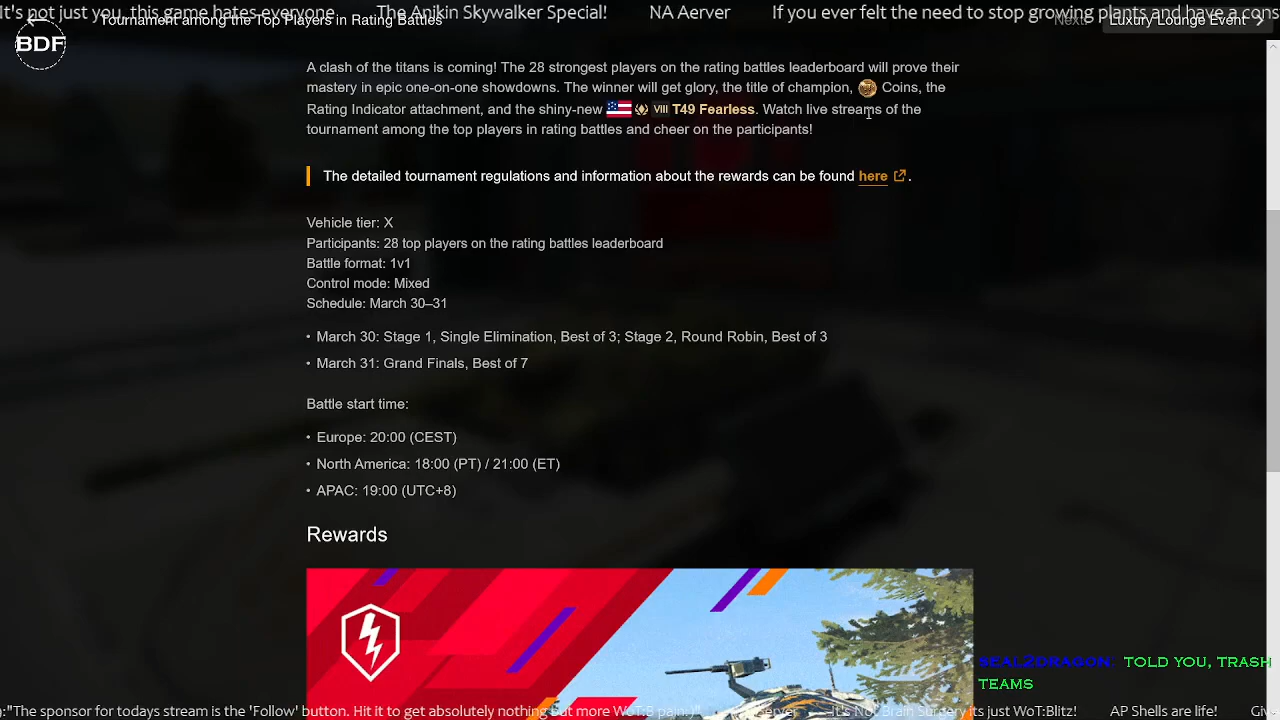 It's not you, this game hates everyone    The Anikin Skywalker Special!    NA Aerver    If you ever felt the need to stop growing plants and have a cons
Tournament among the Top Players in Rating Battles
Next: Luxury Lounge Event
BDF
A clash of the titans is coming! The 28 strongest players on the rating battles leaderboard will prove their
mastery in epic one-on-one showdowns. The winner will get glory, the title of champion, Coins, the
Rating Indicator attachment, and the shiny-new VIII T49 Fearless. Watch live streams of the
tournament among the top players in rating battles and cheer on the participants!
The detailed tournament regulations and information about the rewards can be found here .
Vehicle tier: X
Participants: 28 top players on the rating battles leaderboard
Battle format: 1v1
Control mode: Mixed
Schedule: March 30–31
• March 30: Stage 1, Single Elimination, Best of 3; Stage 2, Round Robin, Best of 3
• March 31: Grand Finals, Best of 7
Battle start time:
• Europe: 20:00 (CEST)
• North America: 18:00 (PT) / 21:00 (ET)
• APAC: 19:00 (UTC+8)
Rewards
SEAL2DRAGON: TOLD YOU, TRASH
TEAMS
):"The sponsor for todays stream is the 'Follow' button. Hit it to get absolutely nothing but more WoT:B pain:)"    Server    It's Not Brain Surgery its just WoT:Blitz!    AP Shells are life!    Giv